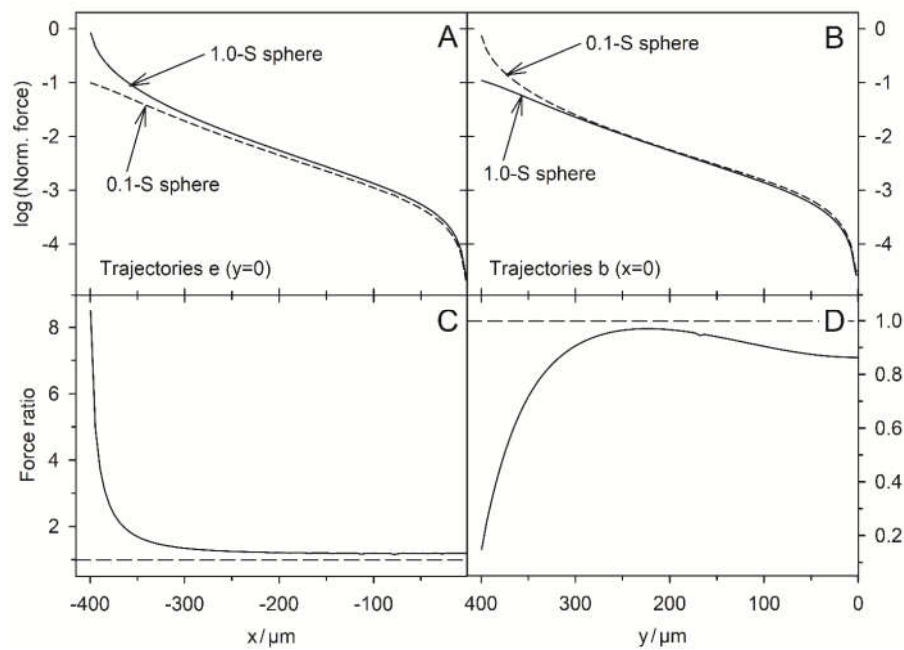 A
B
0
-1
-2
-3
-4
log (Norm. force)
1.0-S sphere
0.1-S sphere
Trajectories e (y=0)
0.1-S sphere
1.0-S sphere
Trajectories b (x=0)
0
-1
-2
-3
-4
C
D
8
6
4
2
Force ratio
1.0
0.8
0.6
0.4
0.2
-400 -300 -200 -100
400 300 200 100 0
x/µm
y/µm